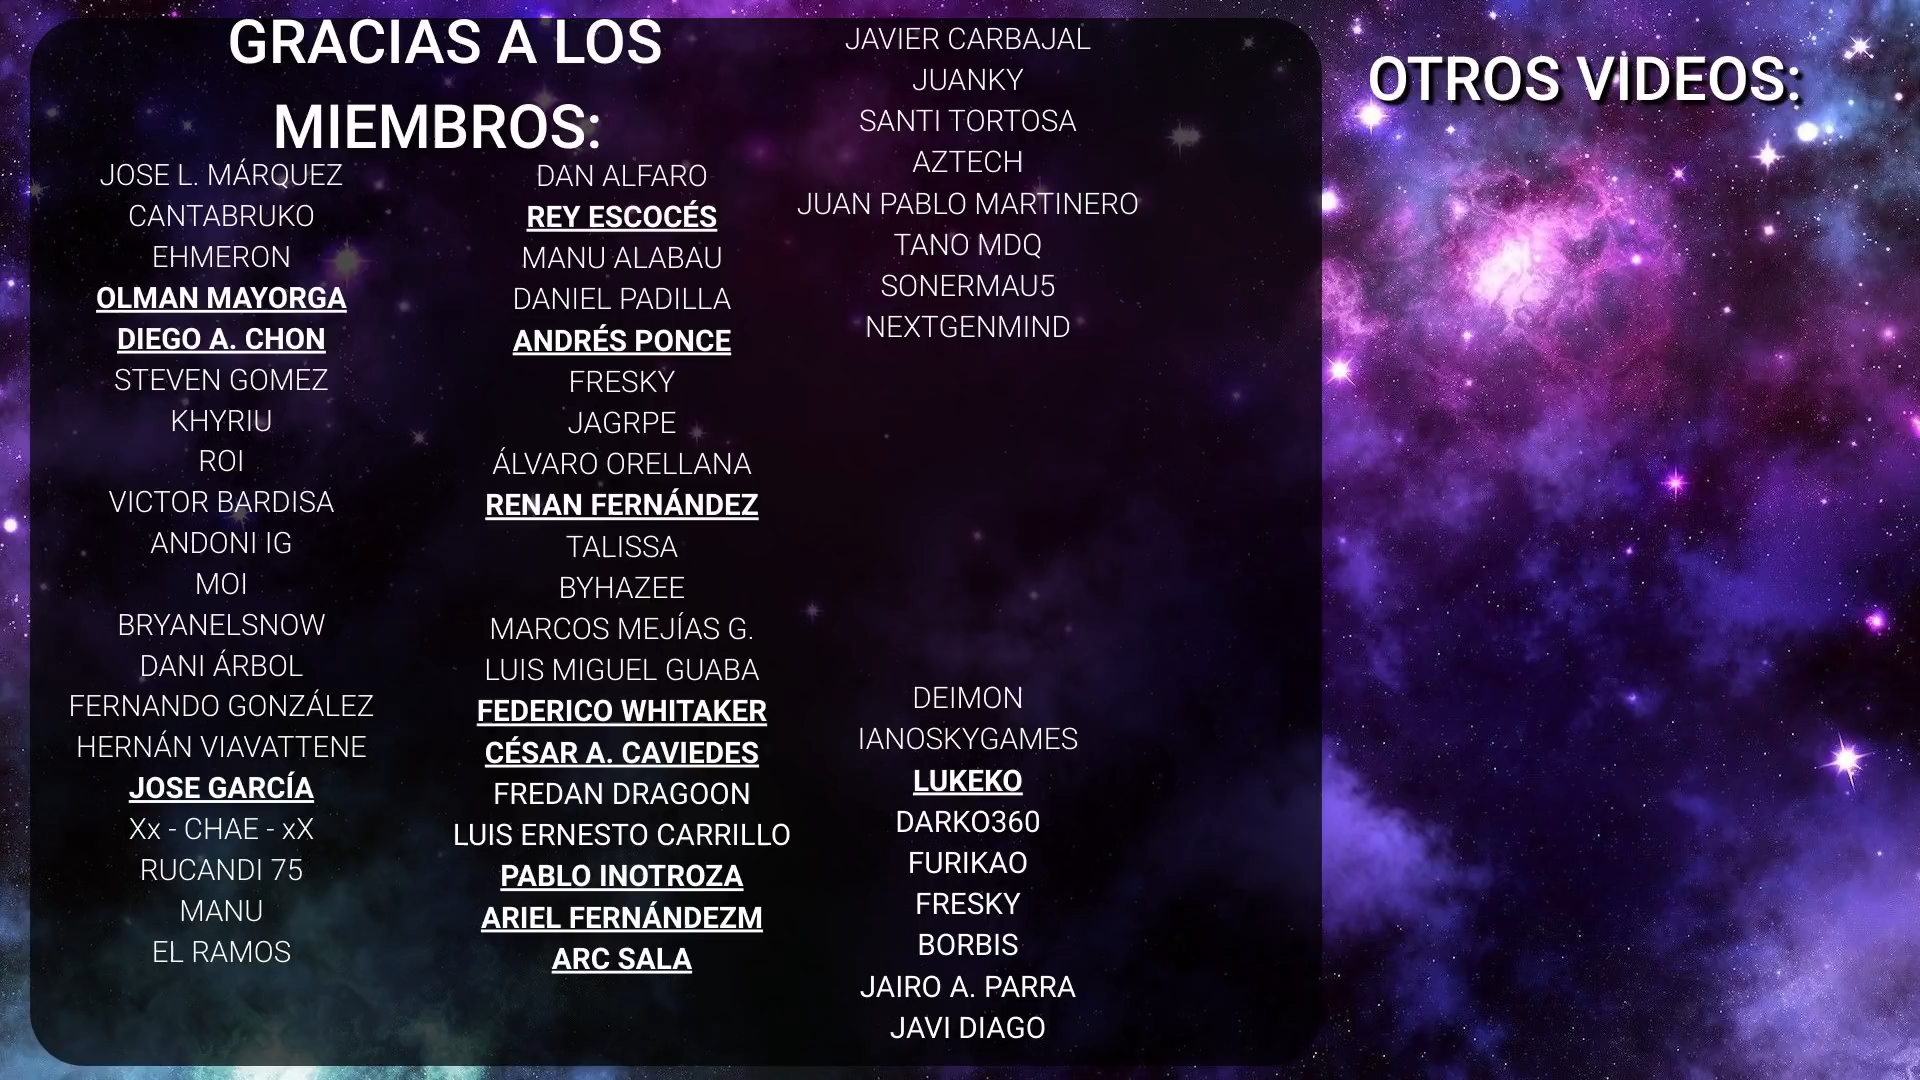 GRACIAS A LOS
MIEMBROS:
JOSE L. MÁRQUEZ
CANTABRUKO
EHMERON
OLMAN MAYORGA
DIEGO A. CHON
STEVEN GOMEZ
KHYRIU
ROI
VICTOR BARDISA
ANDONI IG
MOI
BRYANELSNOW
DANI ÁRBOL
FERNANDO GONZÁLEZ
HERNÁN VIAVATTENE
JOSE GARCÍA
Xx - CHAE - xX
RUCANDI 75
MANU
EL RAMOS
DAN ALFARO
REY ESCOCÉS
MANU ALABAU
DANIEL PADILLA
ANDRÉS PONCE
FRESKY
JAGRPE
ÁLVARO ORELLANA
RENAN FERNÁNDEZ
TALISSA
BYHAZEE
MARCOS MEJÍAS G.
LUIS MIGUEL GUABA
FEDERICO WHITAKER
CÉSAR A. CAVIEDES
FREDAN DRAGOON
LUIS ERNESTO CARRILLO
PABLO INOTROZA
ARIEL FERNÁNDEZM
ARC SALA
JAVIER CARBAJAL
JUANKY
SANTI TORTOSA
AZTECH
JUAN PABLO MARTINERO
TANO MDQ
SONERMAU5
NEXTGENMIND
DEIMON
IANOSKYGAMES
LUKEKO
DARKO360
FURIKAO
FRESKY
BORBIS
JAIRO A. PARRA
JAVI DIAGO
OTROS VIDEOS: